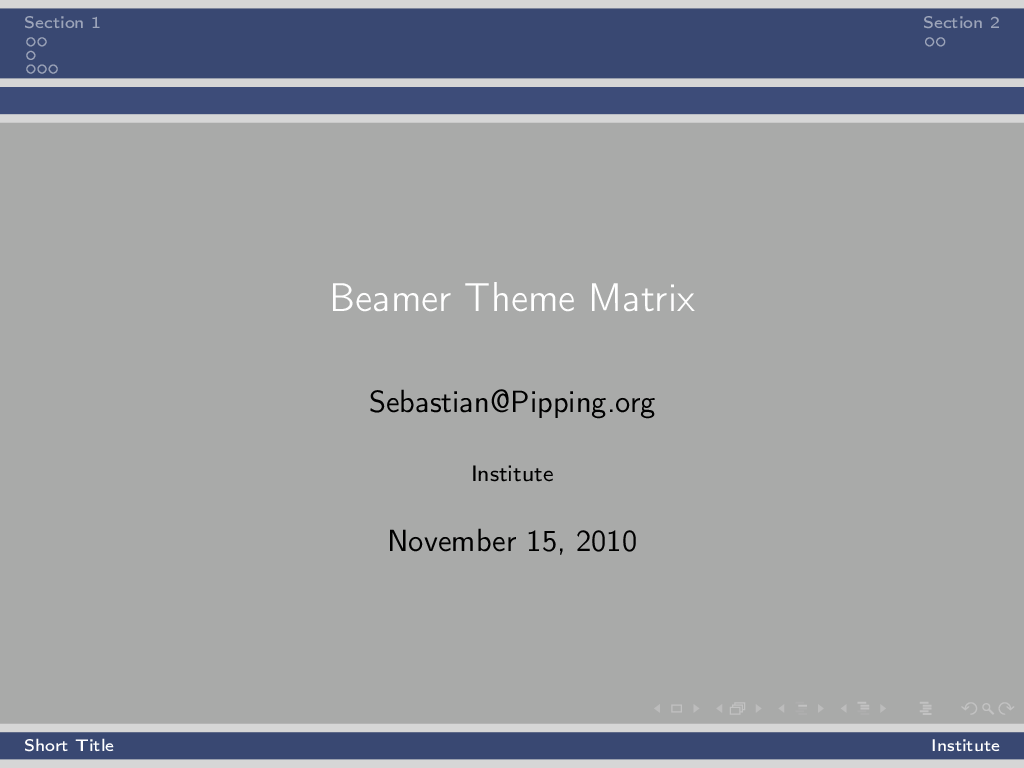 Section 1
Section 2
Beamer Theme Matrix
Sebastian@Pipping.org
Institute
November 15, 2010
Short Title
Institute